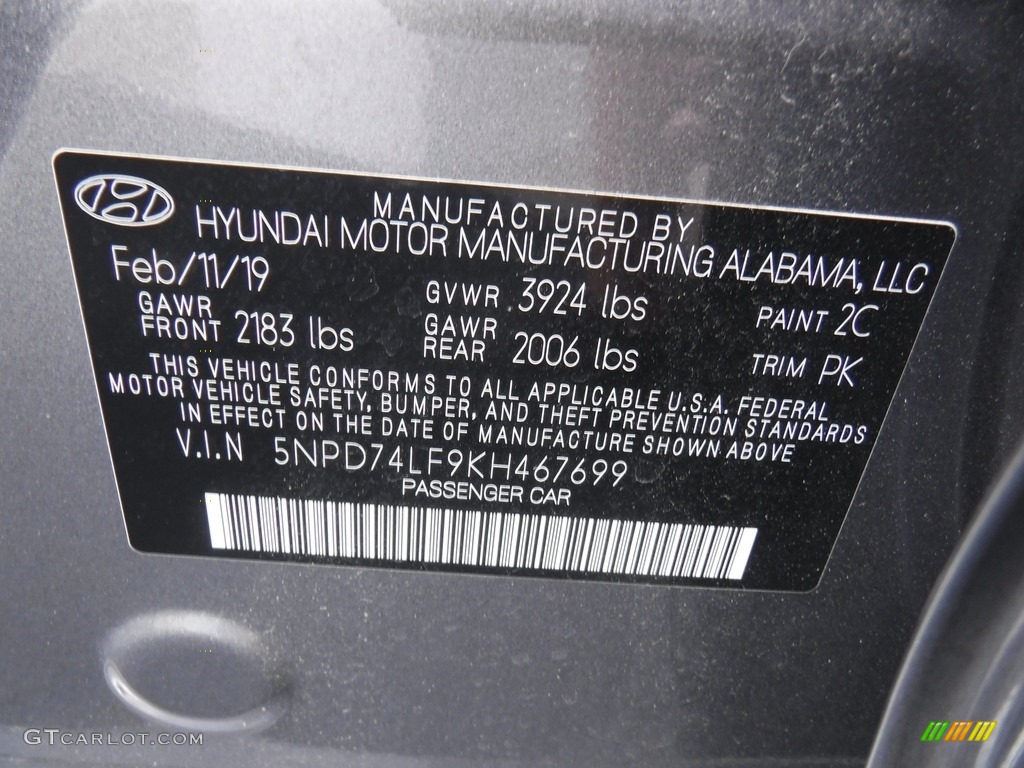 MANUFACTURED BY
HYUNDAI MOTOR MANUFACTURING ALABAMA, LLC
Feb/11/19 GVWR 3924 lbs PAINT 2C
GAWR FRONT 2183 lbs GAWR REAR 2006 lbs TRIM PK
THIS VEHICLE CONFORMS TO ALL APPLICABLE U.S.A. FEDERAL
MOTOR VEHICLE SAFETY, BUMPER, AND THEFT PREVENTION STANDARDS
IN EFFECT ON THE DATE OF MANUFACTURE SHOWN ABOVE
V.I.N 5NPD74LF9KH467699
PASSENGER CAR
GTCARLOT.COM